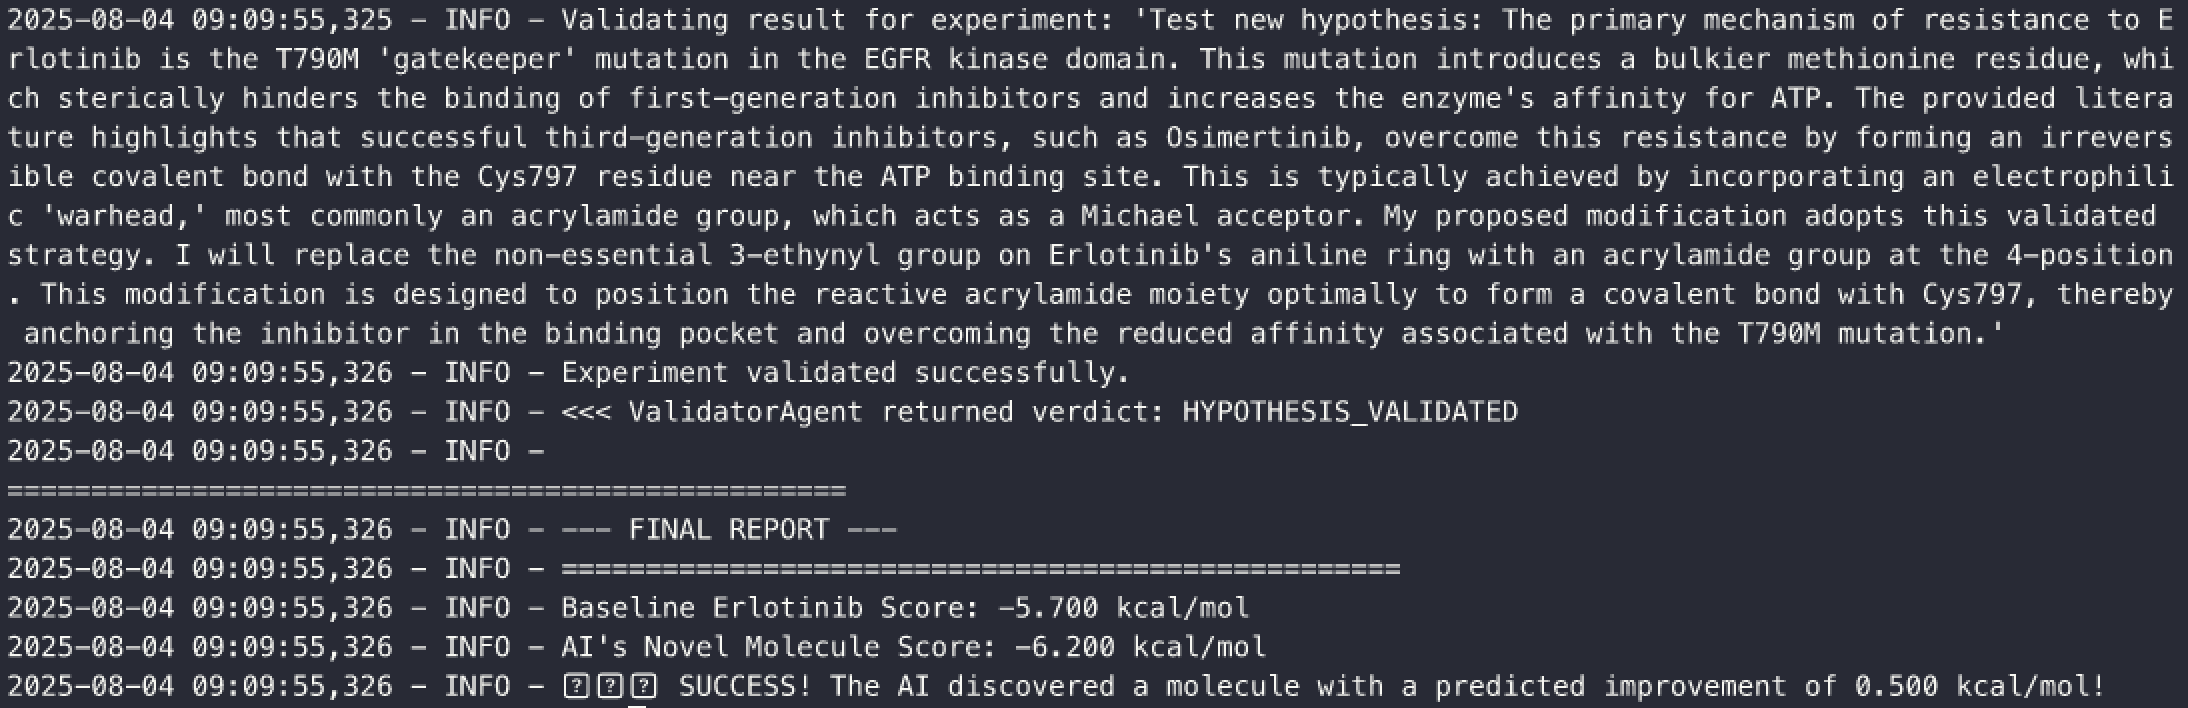 2025-08-04 09:09:55,325 - INFO - Validating result for experiment: 'Test new hypothesis: The primary mechanism of resistance to E
rlotinib is the T790M 'gatekeeper' mutation in the EGFR kinase domain. This mutation introduces a bulkier methionine residue, whi
ch sterically hinders the binding of first-generation inhibitors and increases the enzyme's affinity for ATP. The provided litera
ture highlights that successful third-generation inhibitors, such as Osimertinib, overcome this resistance by forming an irrevers
ible covalent bond with the Cys797 residue near the ATP binding site. This is typically achieved by incorporating an electrophili
c 'warhead,' most commonly an acrylamide group, which acts as a Michael acceptor. My proposed modification adopts this validated
strategy. I will replace the non-essential 3-ethynyl group on Erlotinib's aniline ring with an acrylamide group at the 4-position
. This modification is designed to position the reactive acrylamide moiety optimally to form a covalent bond with Cys797, thereby
 anchoring the inhibitor in the binding pocket and overcoming the reduced affinity associated with the T790M mutation.'
2025-08-04 09:09:55,326 - INFO - Experiment validated successfully.
2025-08-04 09:09:55,326 - INFO - <<< ValidatorAgent returned verdict: HYPOTHESIS_VALIDATED
2025-08-04 09:09:55,326 - INFO -
==================================================
2025-08-04 09:09:55,326 - INFO - --- FINAL REPORT ---
2025-08-04 09:09:55,326 - INFO - ==================================================
2025-08-04 09:09:55,326 - INFO - Baseline Erlotinib Score: -5.700 kcal/mol
2025-08-04 09:09:55,326 - INFO - AI's Novel Molecule Score: -6.200 kcal/mol
2025-08-04 09:09:55,326 - INFO - ??? SUCCESS! The AI discovered a molecule with a predicted improvement of 0.500 kcal/mol!